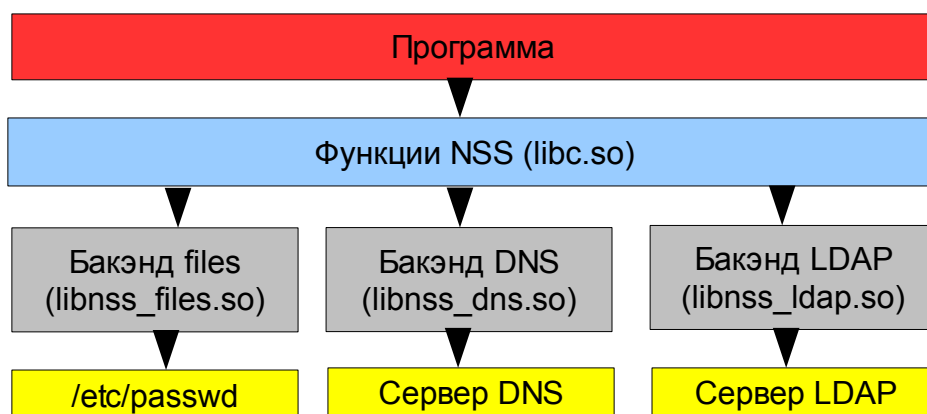 Программа
Функции NSS (libc.so)
Бакэнд files
(libnss_files.so)
Бакэнд DNS
(libnss_dns.so)
Бакэнд LDAP
(libnss_ldap.so)
/etc/passwd
Сервер DNS
Сервер LDAP